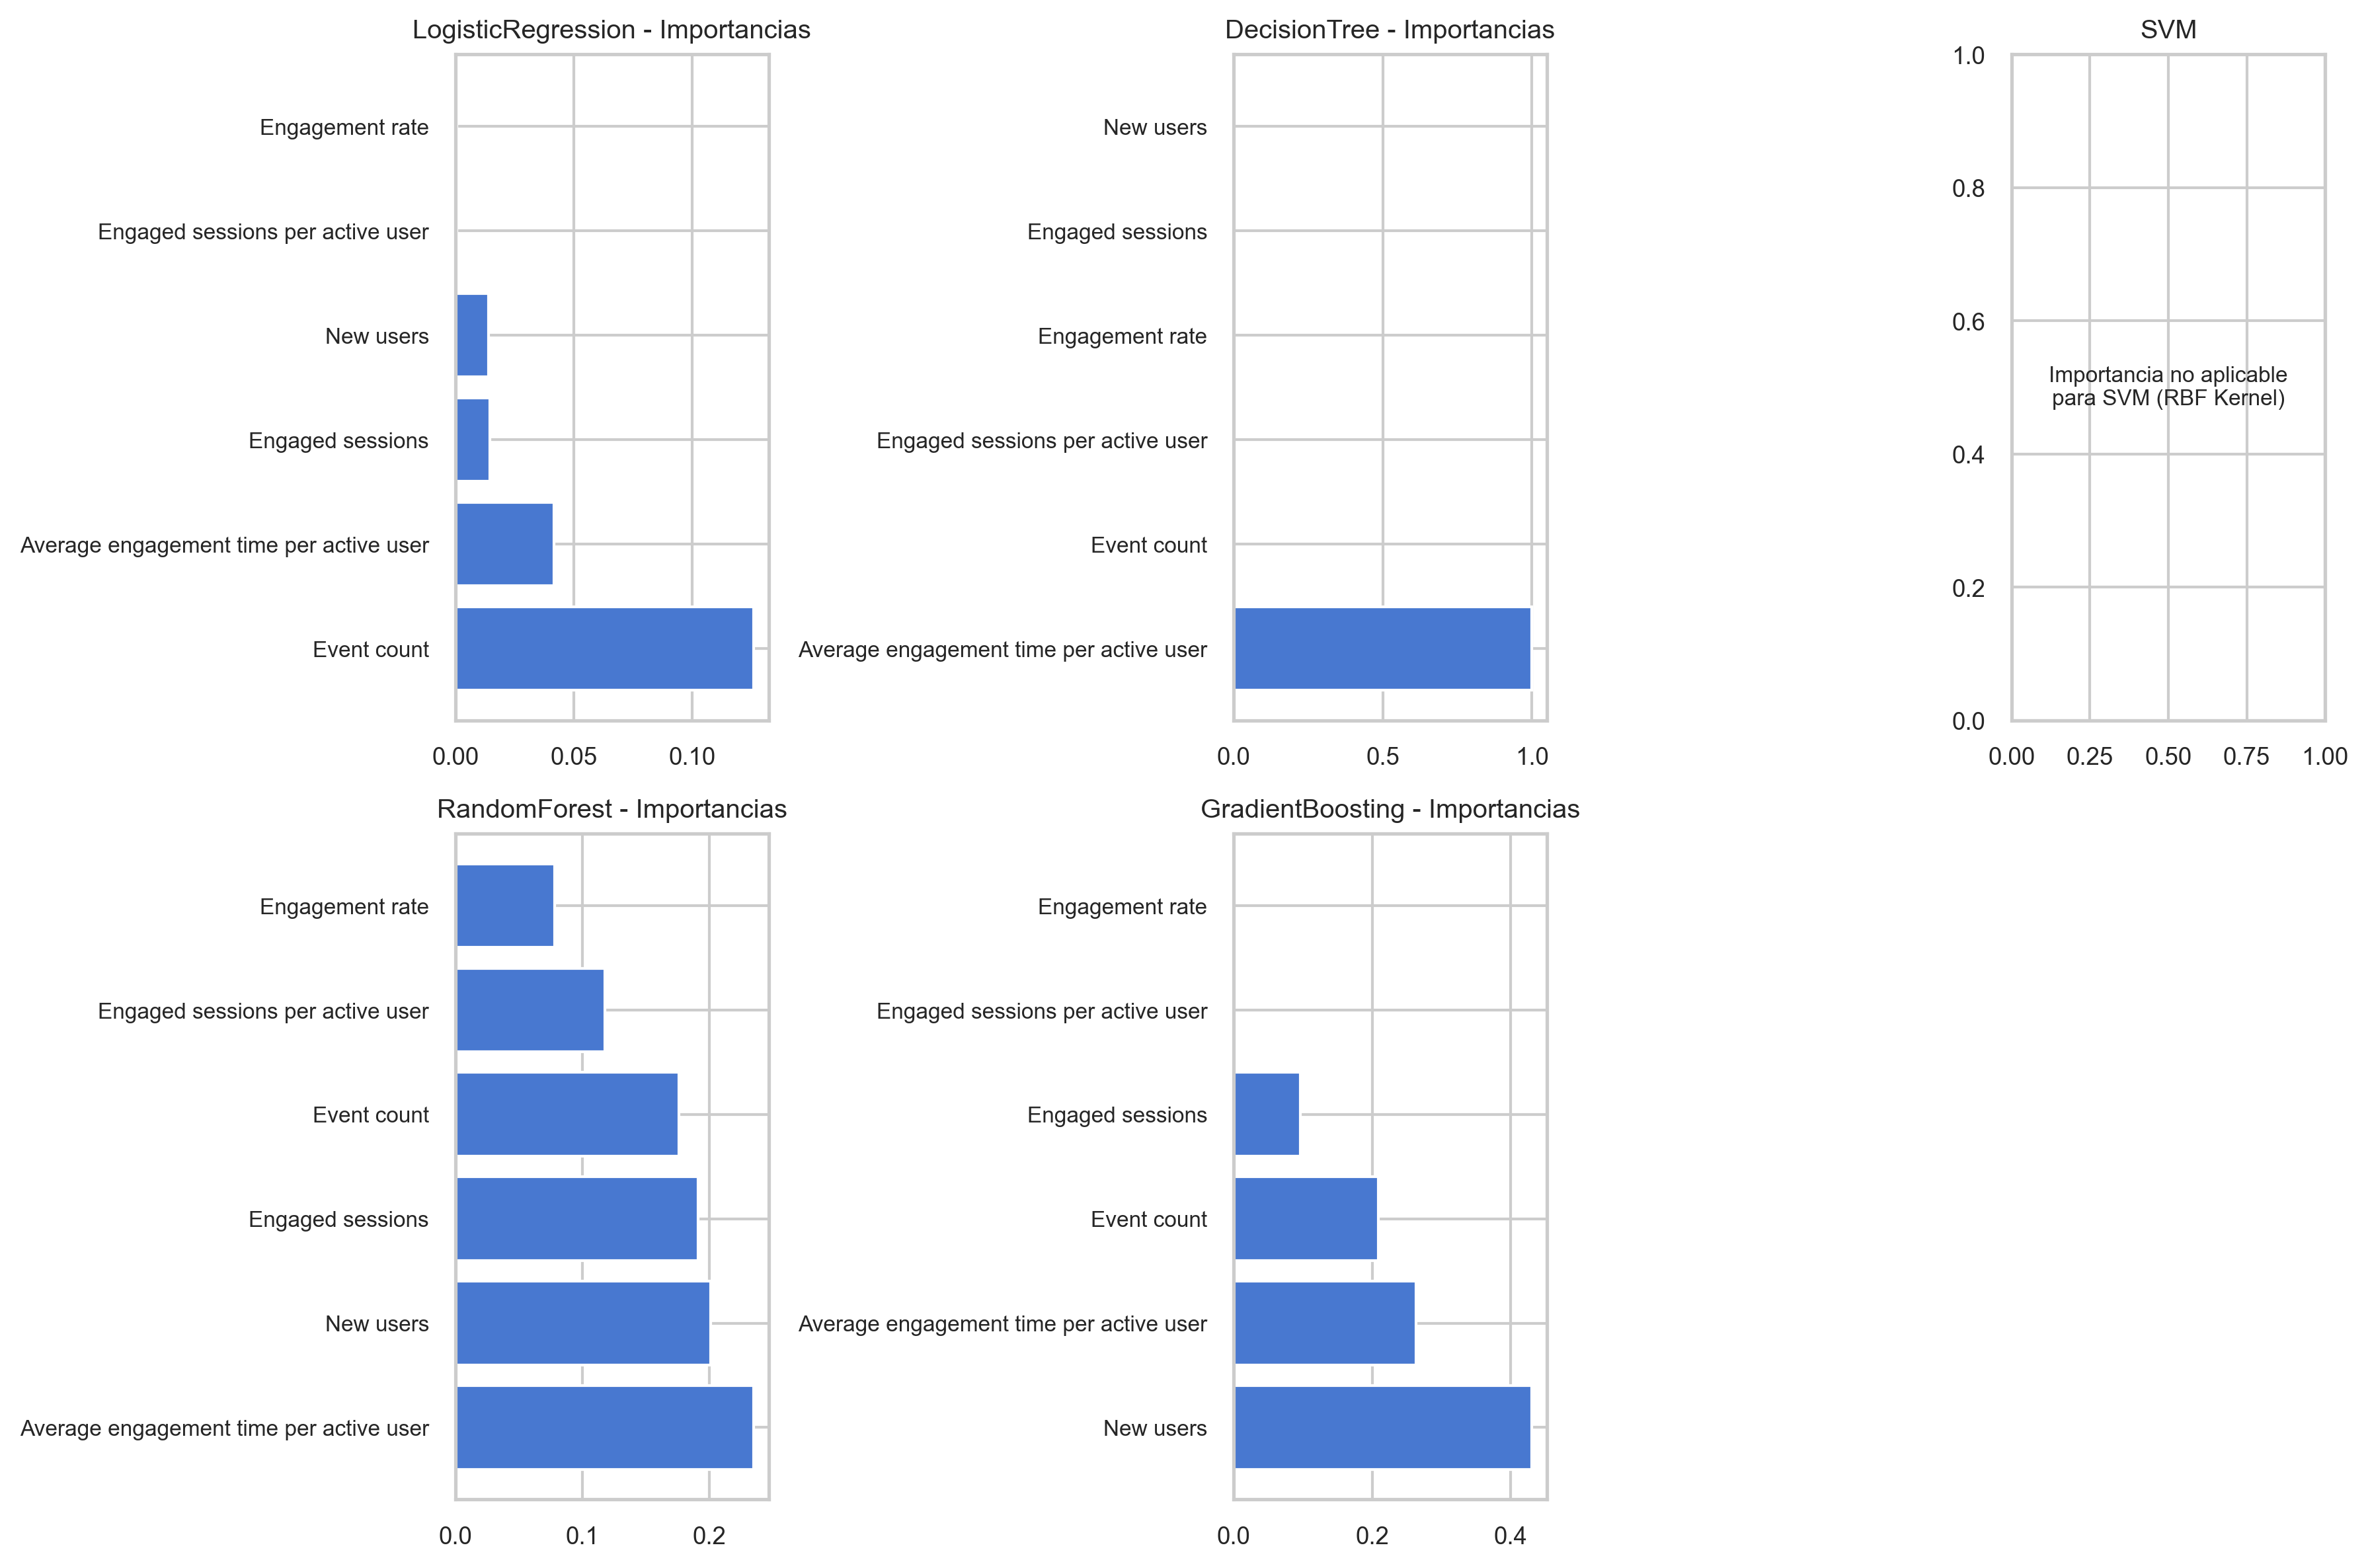 LogisticRegression - Importancias
Engagement rate
Engaged sessions per active user
New users
Engaged sessions
Average engagement time per active user
Event count
0.00 0.05 0.10
DecisionTree - Importancias
New users
Engaged sessions
Engagement rate
Engaged sessions per active user
Event count
Average engagement time per active user
0.0 0.5 1.0
SVM
1.0
0.8
0.6
Importancia no aplicable
para SVM (RBF Kernel)
0.4
0.2
0.0
0.00 0.25 0.50 0.75 1.00
RandomForest - Importancias
Engagement rate
Engaged sessions per active user
Event count
Engaged sessions
New users
Average engagement time per active user
0.0 0.1 0.2
GradientBoosting - Importancias
Engagement rate
Engaged sessions per active user
Engaged sessions
Event count
Average engagement time per active user
New users
0.0 0.2 0.4